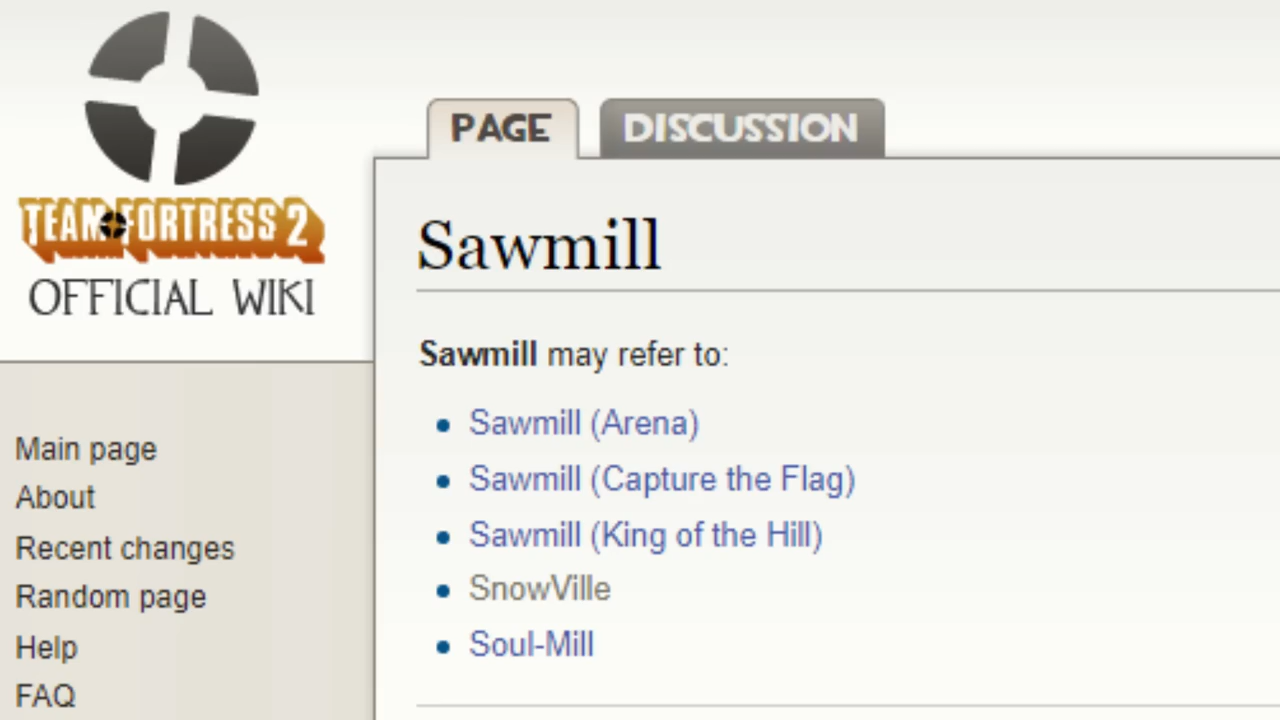 TEAM FORTRESS 2
OFFICIAL WIKI
Main page
About
Recent changes
Random page
Help
FAQ
PAGE
DISCUSSION
Sawmill
Sawmill may refer to:
Sawmill (Arena)
Sawmill (Capture the Flag)
Sawmill (King of the Hill)
SnowVille
Soul-Mill